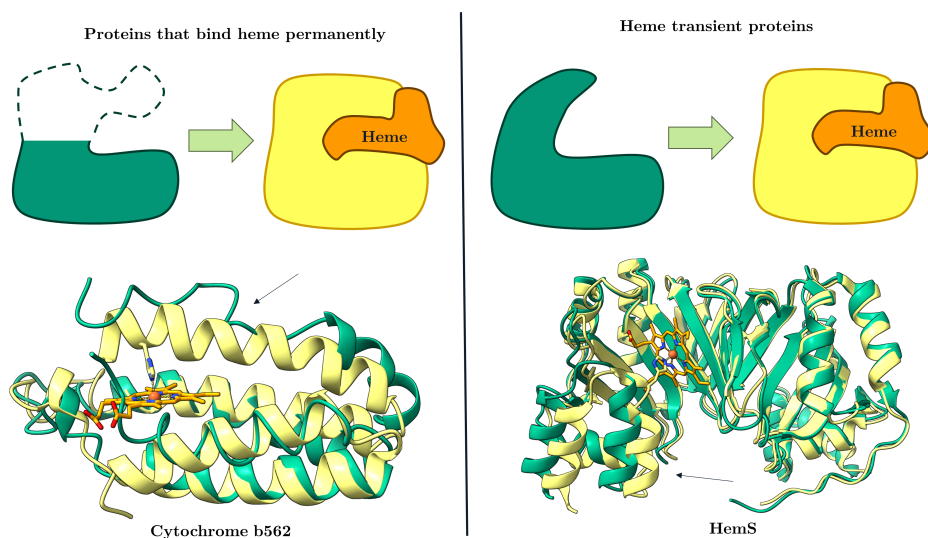 Proteins that bind heme permanently
Heme
Cytochrome b562
Heme transient proteins
Heme
HemS